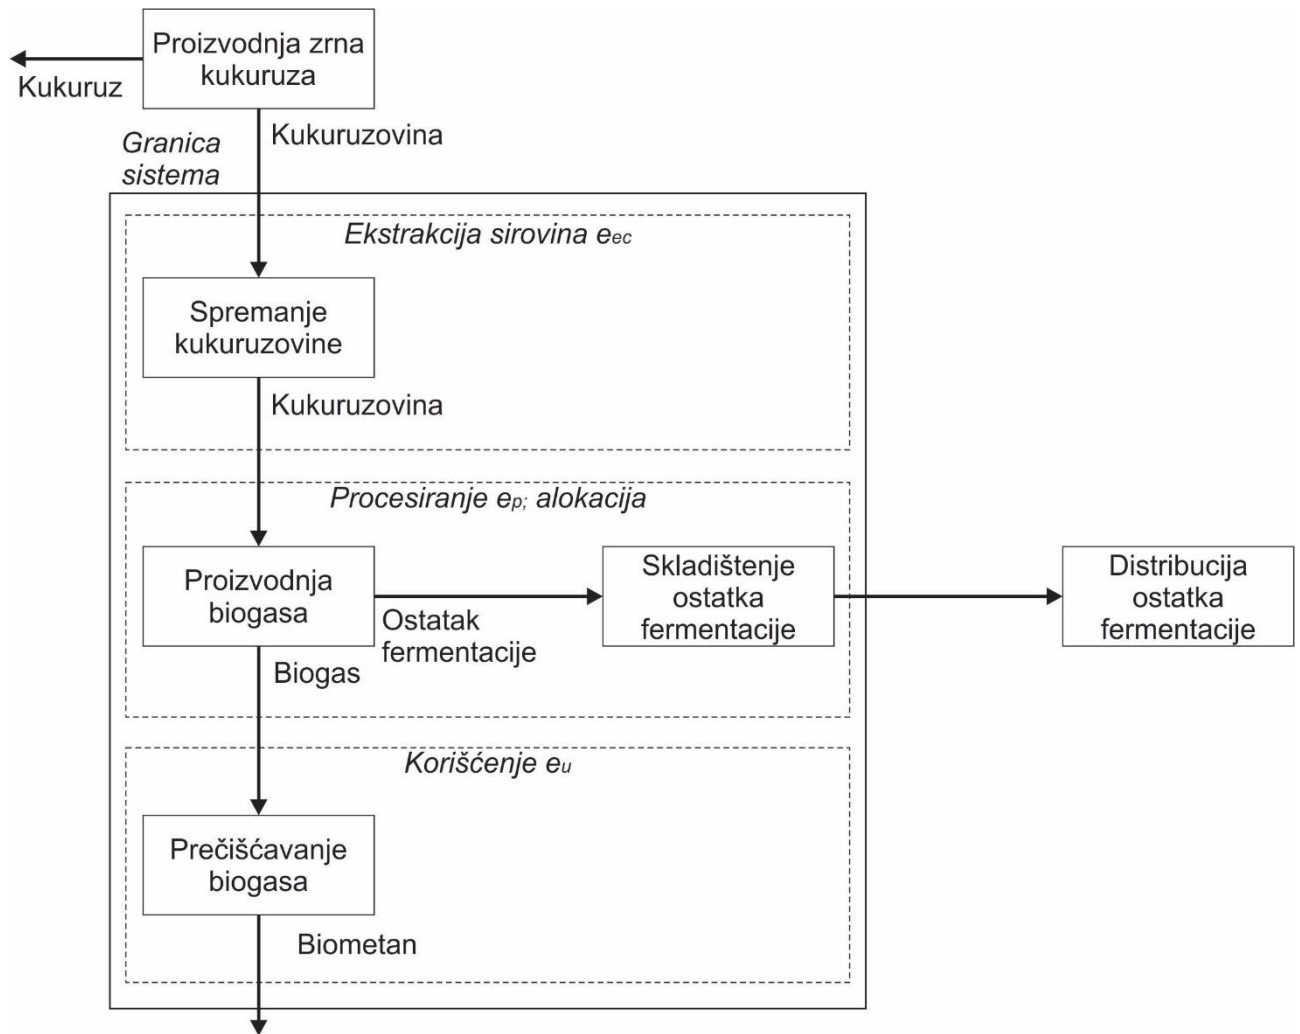 Proizvodnja zrna
kukuruza
Kukuruz
Kukuruzovina
Granica
sistema
Ekstrakcija sirovina eec
Spremanje
kukuruzovine
Kukuruzovina
Procesiranje ep; alokacija
Proizvodnja
biogasa
Ostatak
fermentacije
Skladištenje
ostatka
fermentacije
Distribucija
ostatka
fermentacije
Biogas
Korišćenje eu
Prečišćavanje
biogasa
Biometan